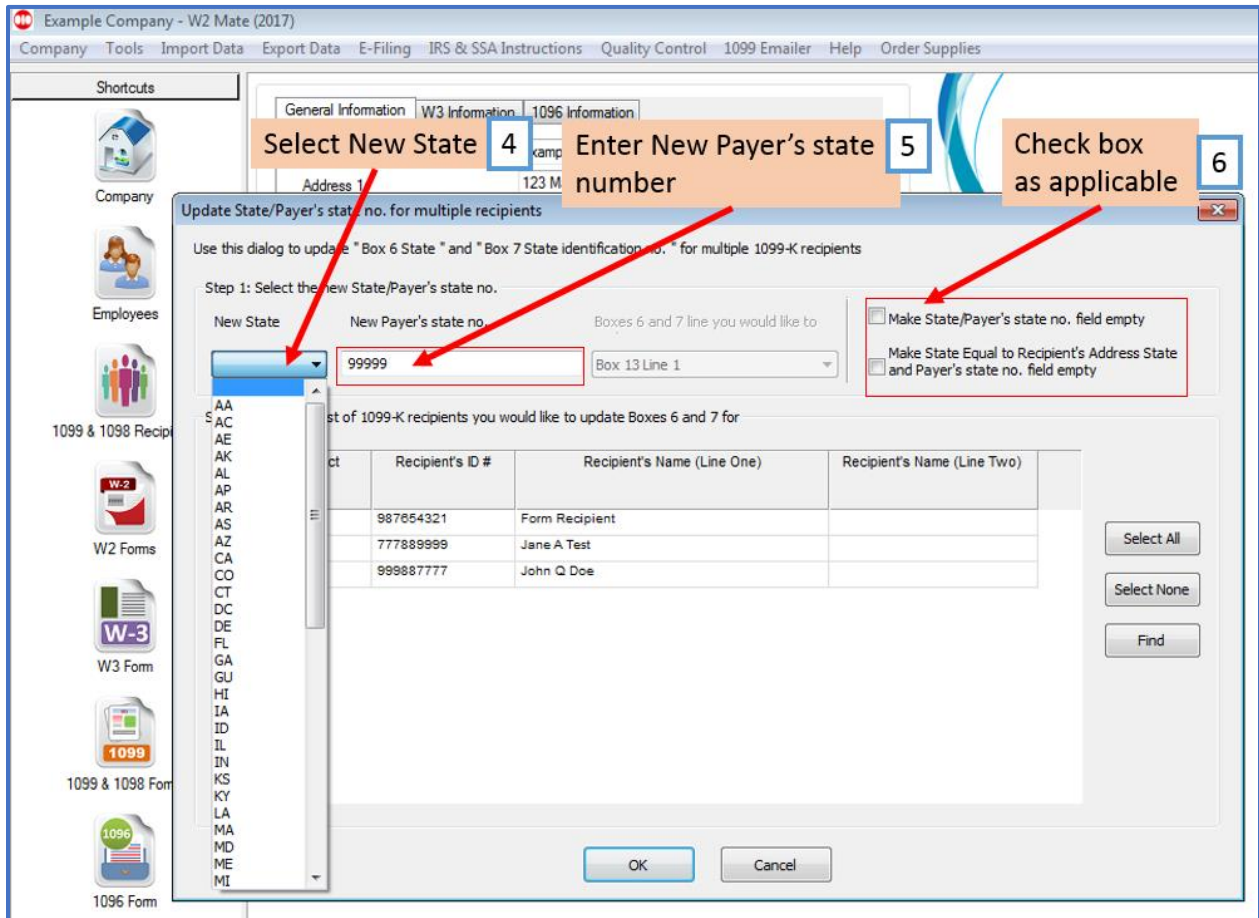 Example Company - W2 Mate (2017)
Company Tools Import Data Export Data E-Filing IRS & SSA Instructions Quality Control 1099 Emailer Help Order Supplies
Shortcuts
General Information W3 Information 1096 Information
Select New State 4
Enter New Payer's state 5
number
Check box 6
as applicable
Address 1
Company
Update State/Payer's state no. for multiple recipients
Use this dialog to update "Box 6 State " and " Box 7 State identification no. " for multiple 1099-K recipients
Step 1: Select the new State/Payer's state no.
New State New Payer's state no. Boxes 6 and 7 line you would like to
Make State/Payer's state no. field empty
Employees
99999 Box 13 Line 1
Make State Equal to Recipient's Address State
and Payer's state no. field empty
AA
AC
AE
AK
AL
AP
AR
AS
AZ
CA
CO
CT
DC
DE
FL
GA
GU
HI
IA
ID
IL
IN
KS
KY
LA
MA
MD
ME
MI
of 1099-K recipients you would like to update Boxes 6 and 7 for
1099 & 1098
Recipient's ID # Recipient's Name (Line One) Recipient's Name (Line Two)
987654321 Form Recipient
777889999 Jane A Test
999887777 John Q Doe
Select All
Select None
Find
W-2
W2 Forms
W-3
W3 Form
1099
1099 & 1098
1096
1096 Form
OK Cancel